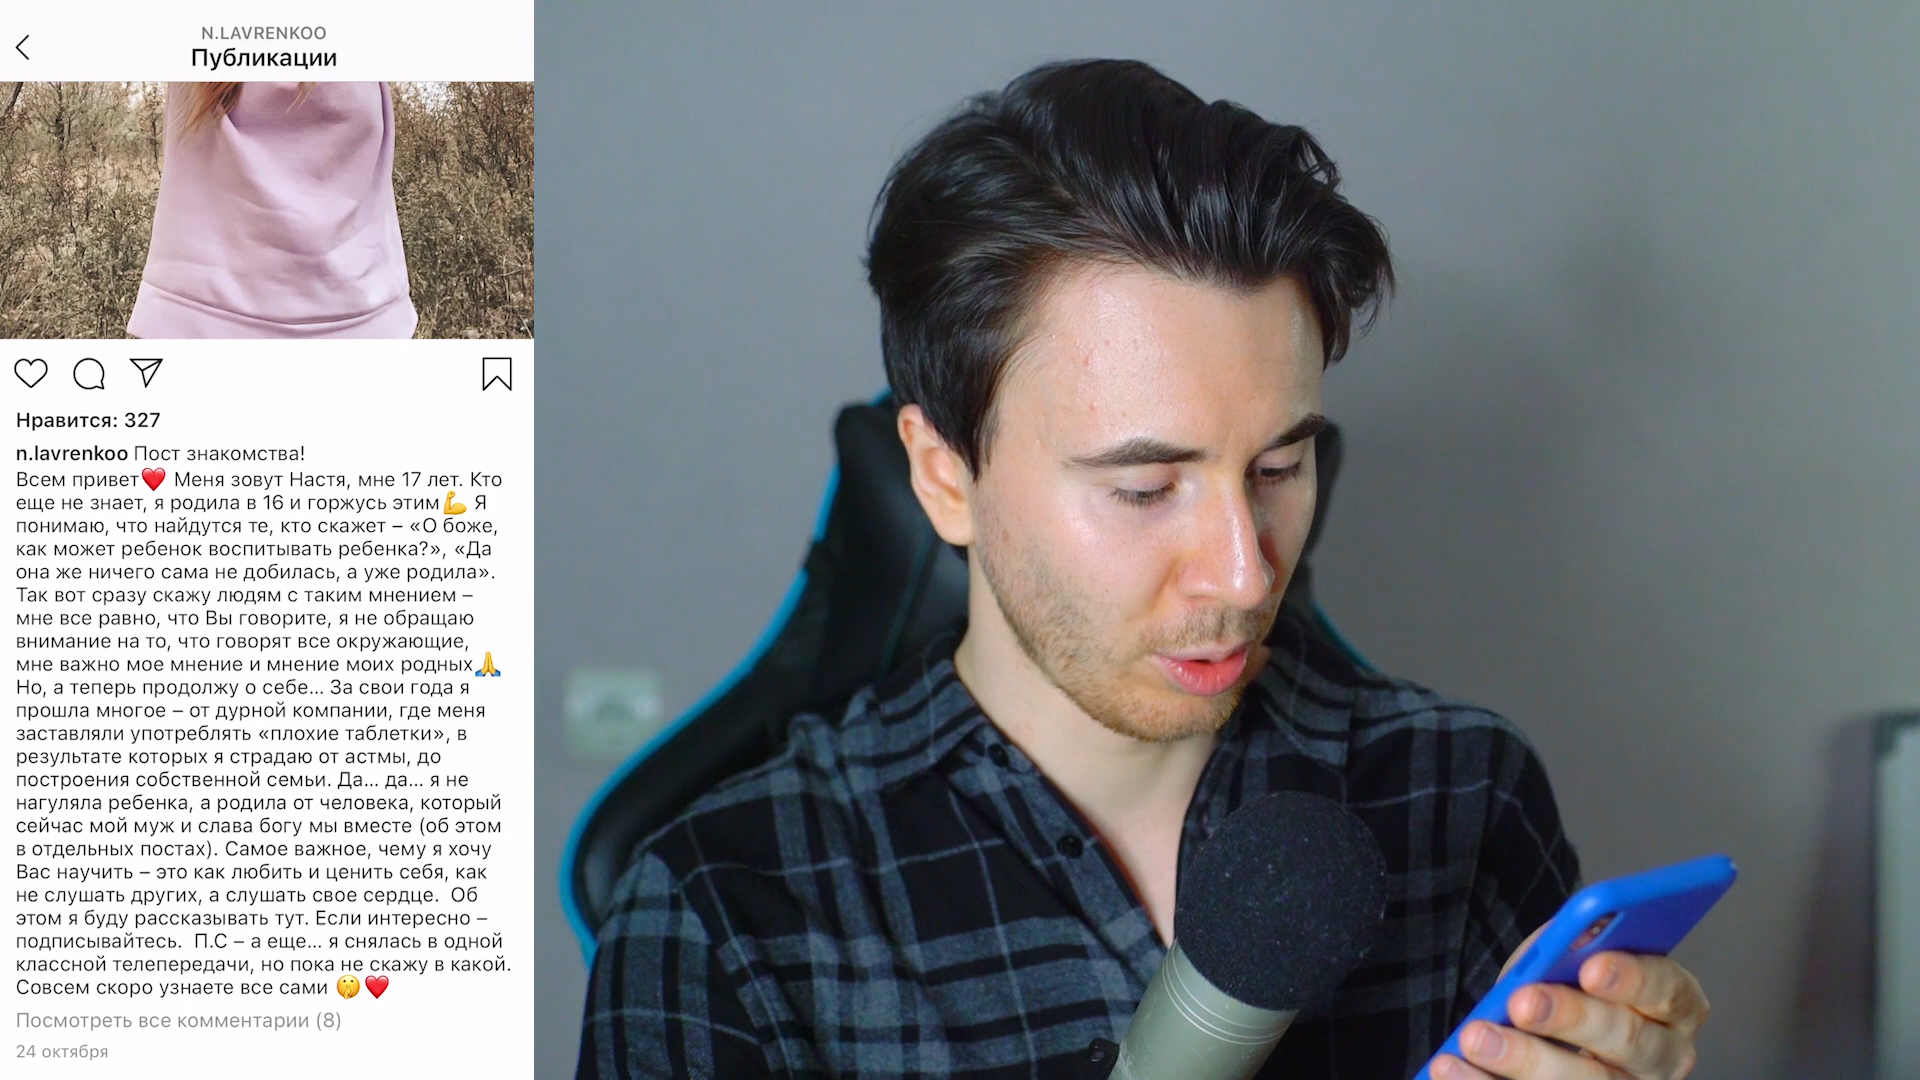 N.LAVRENKOO
Публикации
Нравится: 327
n.lavrenkoo Пост знакомства!
Всем привет❤️ Меня зовут Настя, мне 17 лет. Кто
еще не знает, я родила в 16 и горжусь этим💪 Я
понимаю, что найдутся те, кто скажет – «О боже,
как может ребенок воспитывать ребенка?», «Да
она же ничего сама не добилась, а уже родила».
Так вот сразу скажу людям с таким мнением –
мне все равно, что Вы говорите, я не обращаю
внимание на то, что говорят все окружающие,
мне важно мое мнение и мнение моих родных🙏
Но, а теперь продолжу о себе... За свои года я
прошла многое – от дурной компании, где меня
заставляли употреблять «плохие таблетки», в
результате которых я страдаю от астмы, до
построения собственной семьи. Да... да... я не
нагуляла ребенка, а родила от человека, который
сейчас мой муж и слава богу мы вместе (об этом
в отдельных постах). Самое важное, чему я хочу
Вас научить – это как любить и ценить себя, как
не слушать других, а слушать свое сердце.  Об
этом я буду рассказывать тут. Если интересно –
подписывайтесь.  П.С – а еще... я снялась в одной
классной телепередачи, но пока не скажу в какой.
Совсем скоро узнаете все сами 🤫❤️
Посмотреть все комментарии (8)
24 октября